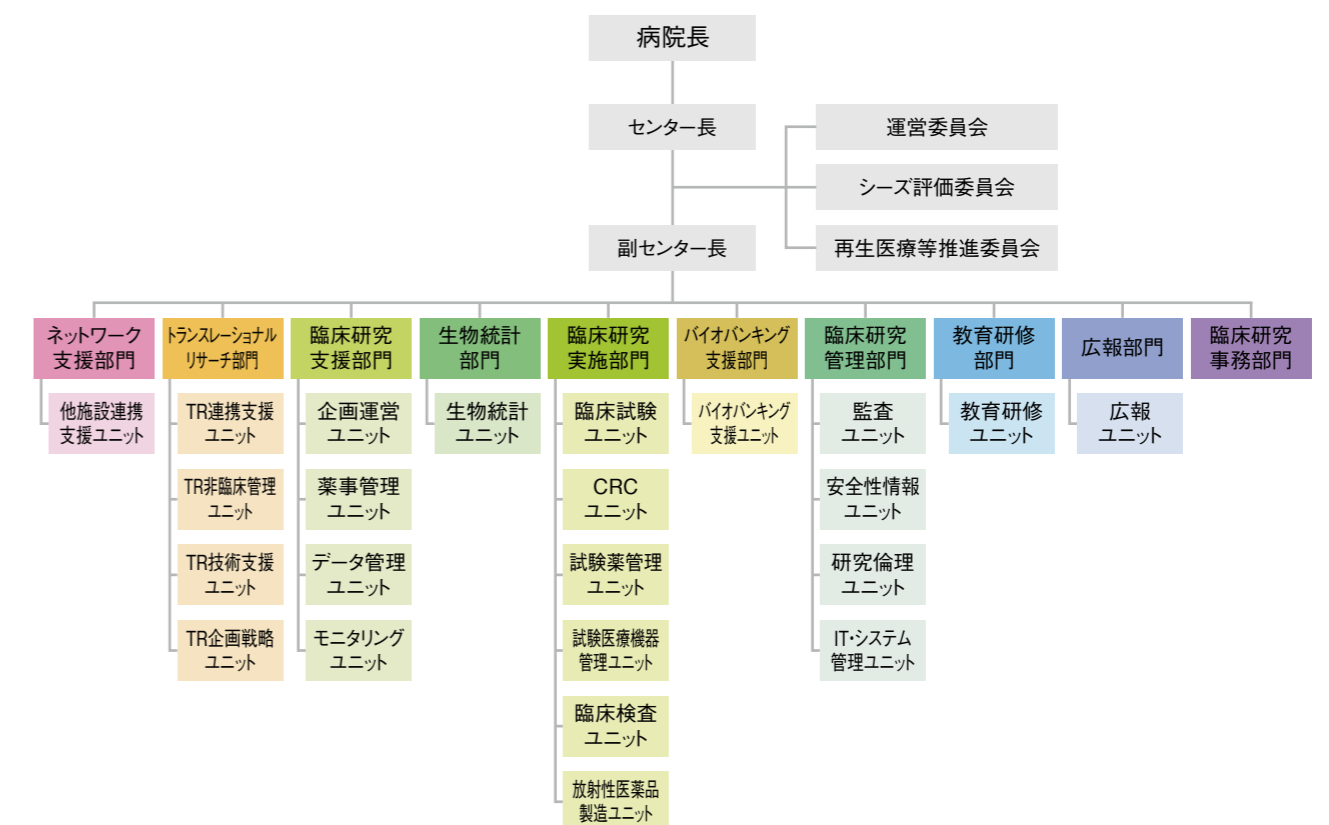 病院長
センター長
運営委員会
シーズ評価委員会
副センター長
再生医療等推進委員会
ネットワーク
支援部門
他施設連携
支援ユニット
トランスレーショナル
リサーチ部門
TR連携支援
ユニット
TR非臨床管理
ユニット
TR技術支援
ユニット
TR企画戦略
ユニット
臨床研究
支援部門
企画運営
ユニット
薬事管理
ユニット
データ管理
ユニット
モニタリング
ユニット
生物統計
部門
生物統計
ユニット
臨床研究
実施部門
臨床試験
ユニット
CRC
ユニット
試験薬管理
ユニット
試験医療機器
管理ユニット
臨床検査
ユニット
放射性医薬品
製造ユニット
バイオバンキング
支援部門
バイオバンキング
支援ユニット
臨床研究
管理部門
監査
ユニット
安全性情報
ユニット
研究倫理
ユニット
IT・システム
管理ユニット
教育研修
部門
教育研修
ユニット
広報部門
広報
ユニット
臨床研究
事務部門